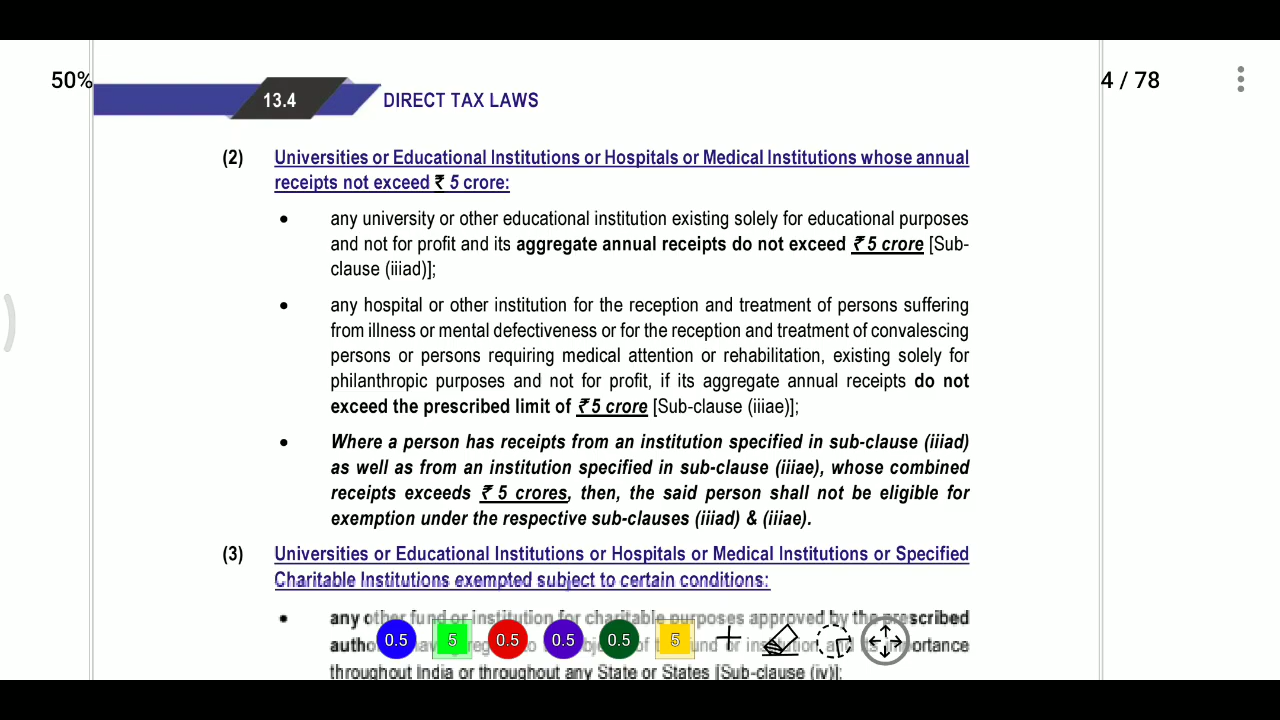 50%
4 / 78
13.4
DIRECT TAX LAWS
(2) Universities or Educational Institutions or Hospitals or Medical Institutions whose annual
receipts not exceed ₹ 5 crore:
• any university or other educational institution existing solely for educational purposes
and not for profit and its aggregate annual receipts do not exceed ₹ 5 crore [Sub-
clause (iiiad)];
• any hospital or other institution for the reception and treatment of persons suffering
from illness or mental defectiveness or for the reception and treatment of convalescing
persons or persons requiring medical attention or rehabilitation, existing solely for
philanthropic purposes and not for profit, if its aggregate annual receipts do not
exceed the prescribed limit of ₹ 5 crore [Sub-clause (iiiae)];
• Where a person has receipts from an institution specified in sub-clause (iiiad)
as well as from an institution specified in sub-clause (iiiae), whose combined
receipts exceeds ₹ 5 crores, then, the said person shall not be eligible for
exemption under the respective sub-clauses (iiiad) & (iiiae).
(3) Universities or Educational Institutions or Hospitals or Medical Institutions or Specified
Charitable Institutions exempted subject to certain conditions:
• any other fund or institution for charitable purposes approved by the prescribed
fund or institution and its importance
throughout India or throughout any State or States [Sub-clause (iv)];
0.5 5 0.5 0.5 0.5 5